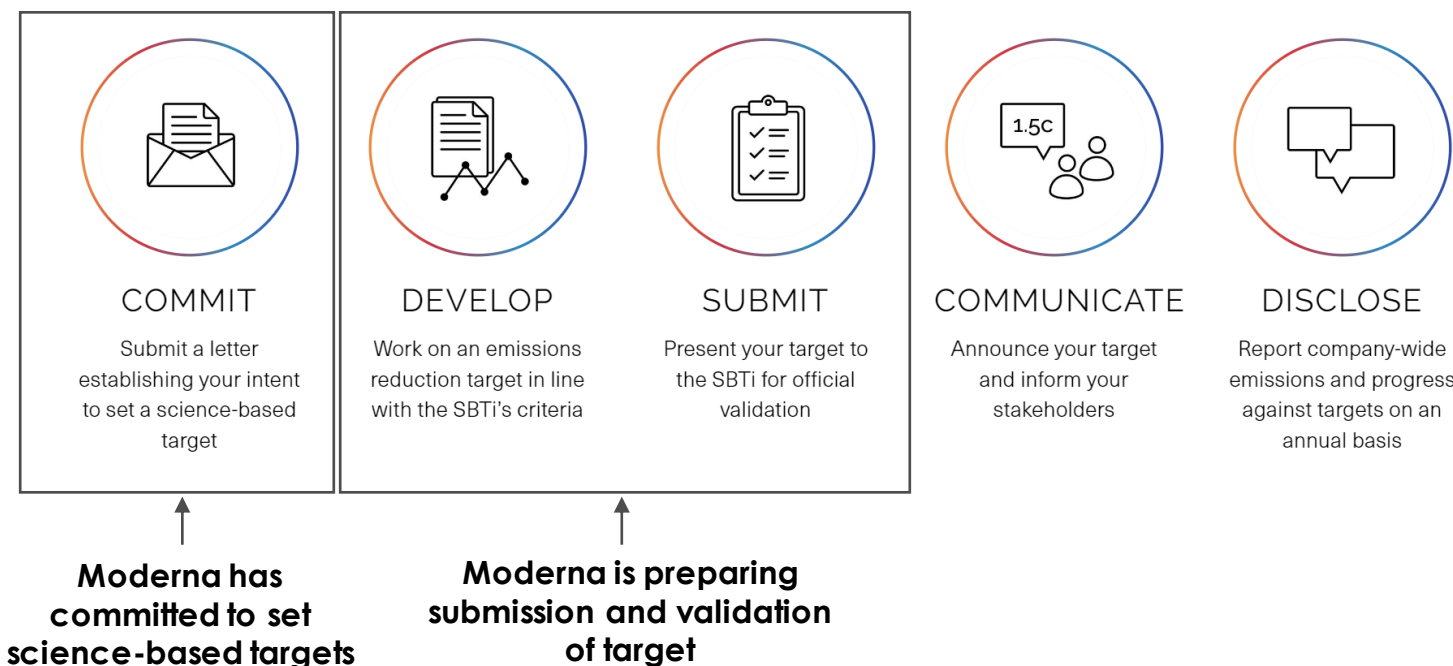 1.5c
COMMIT
Submit a letter
establishing your intent
to set a science-based
target
DEVELOP
Work on an emissions
reduction target in line
with the SBTi's criteria
SUBMIT
Present your target to
the SBTi for official
validation
COMMUNICATE
Announce your target
and inform your
stakeholders
DISCLOSE
Report company-wide
emissions and progress
against targets on an
annual basis
Moderna has
committed to set
science-based targets
Moderna is preparing
submission and validation
of target